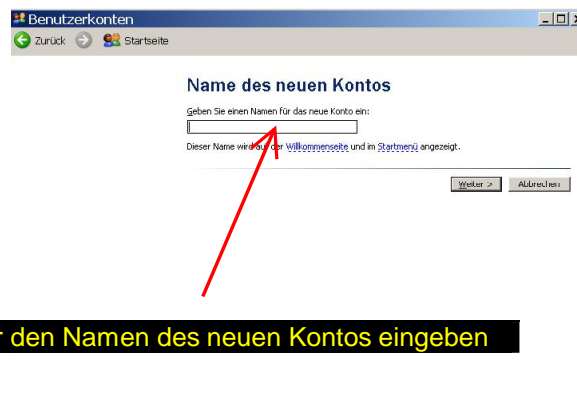 Benutzerkonten
Zurück Startseite
Name des neuen Kontos
Geben Sie einen Namen für das neue Konto ein:
Dieser Name wird auf der Willkommenseite und im Startmenü angezeigt.
Weiter > Abbrechen
r den Namen des neuen Kontos eingeben